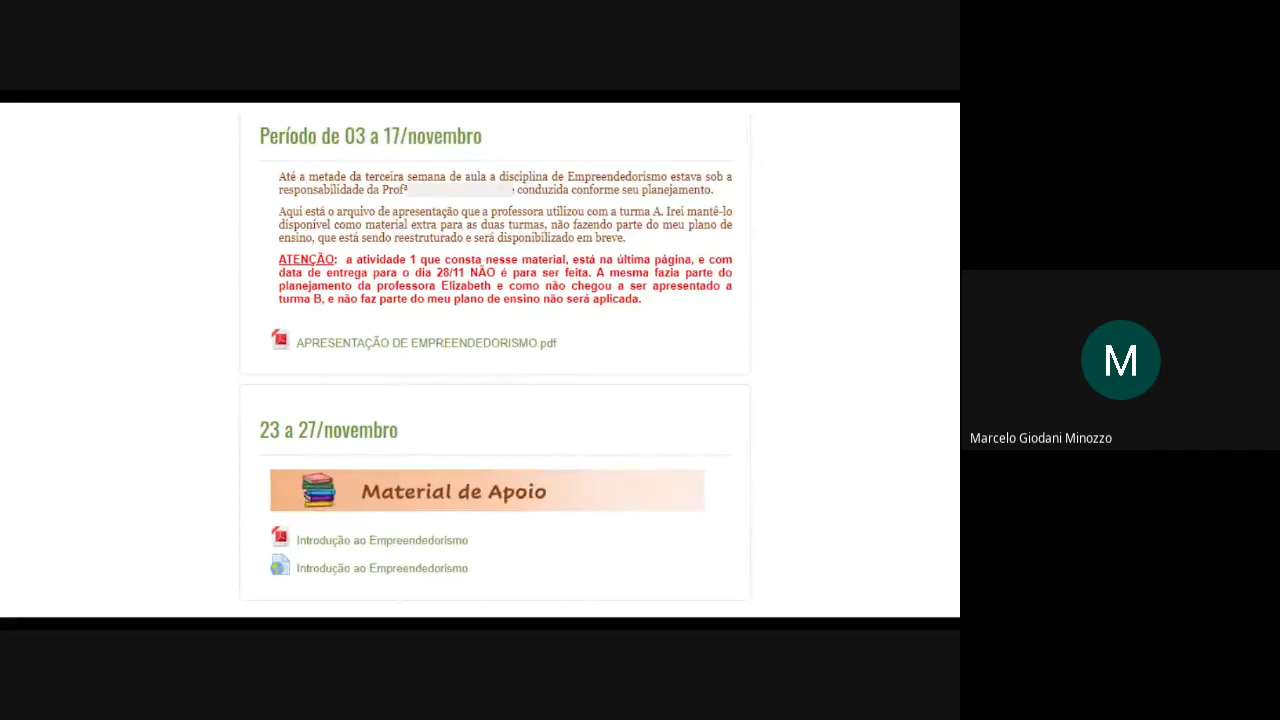 Período de 03 a 17/novembro
Até a metade da terceira semana de aula a disciplina de Empreendedorismo estava sob a
responsabilidade da Profª conduzida conforme seu planejamento.
Aqui está o arquivo de apresentação que a professora utilizou com a turma A. Irei mantê-lo
disponível como material extra para as duas turmas, não fazendo parte do meu plano de
ensino, que está sendo reestruturado e será disponibilizado em breve.
ATENÇÃO: a atividade 1 que consta nesse material, está na última página, e com
data de entrega para o dia 28/11 NÃO é para ser feita. A mesma fazia parte do
planejamento da professora Elizabeth e como não chegou a ser apresentado a
turma B, e não faz parte do meu plano de ensino não será aplicada.
APRESENTAÇÃO DE EMPREENDEDORISMO.pdf
23 a 27/novembro
Material de Apoio
Introdução ao Empreendedorismo
Introdução ao Empreendedorismo
M
Marcelo Giodani Minozzo